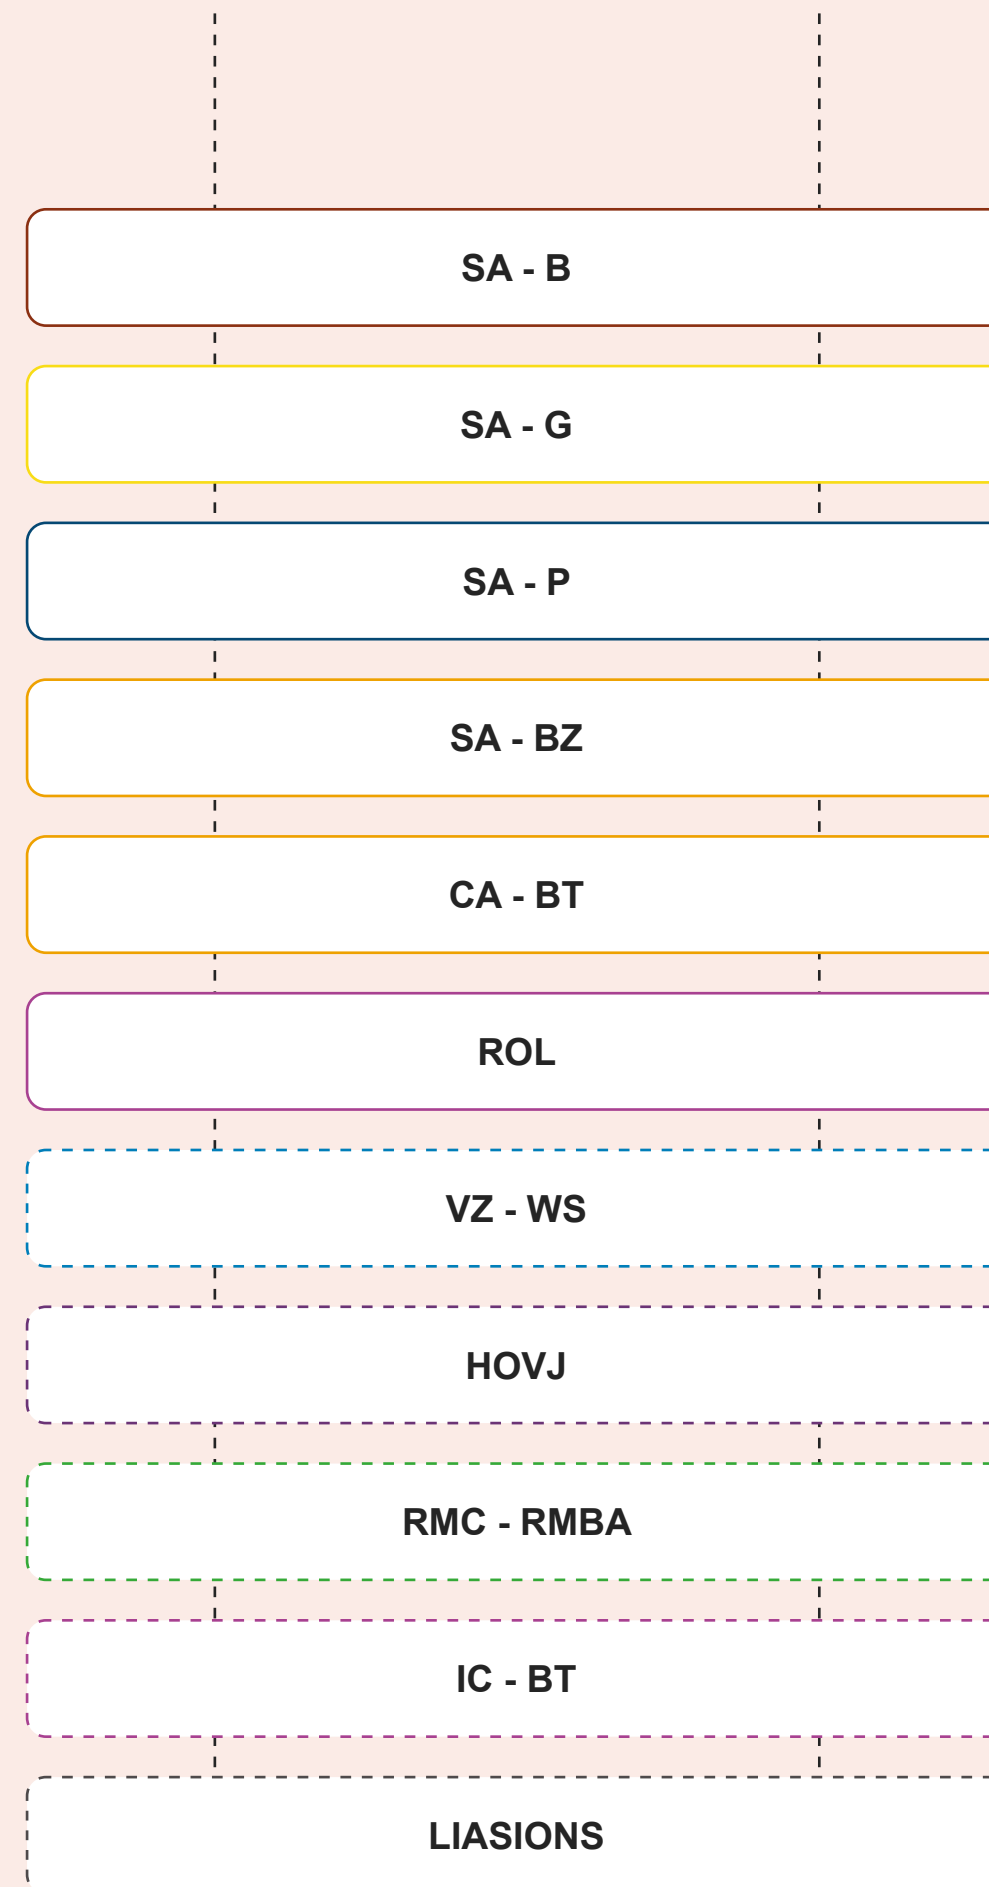 SA - B
SA - G
SA - P
SA - BZ
CA - BT
ROL
VZ - WS
HOVJ
RMC - RMBA
IC - BT
LIASIONS